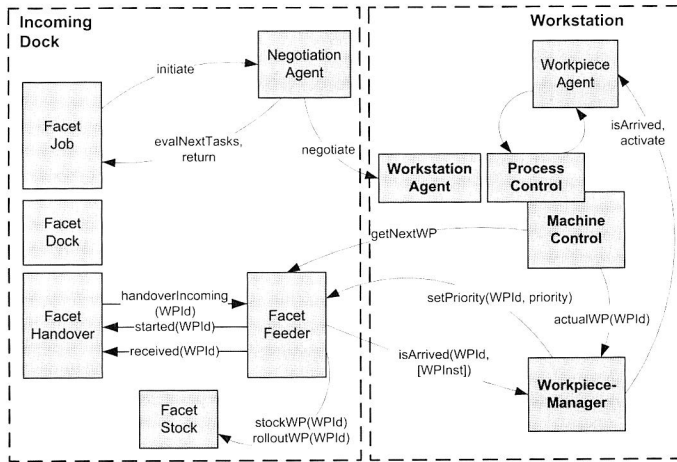 Incoming
Dock
Workstation
Negotiation
Agent
Workpiece
Agent
initiate
Facet
Job
evalNextTasks,
return
negotiate
isArrived,
activate
Workstation
Agent
Process
Control
Machine
Control
Facet
Dock
getNextWP
Facet
Handover
handoverIncoming
(WPId)
started(WPId)
received(WPId)
Facet
Feeder
setPriority(WPId, priority)
actualWP(WPId)
isArrived(WPId,
[WPInst])
Workpiece-
Manager
Facet
Stock
stockWP(WPId)
rolloutWP(WPId)